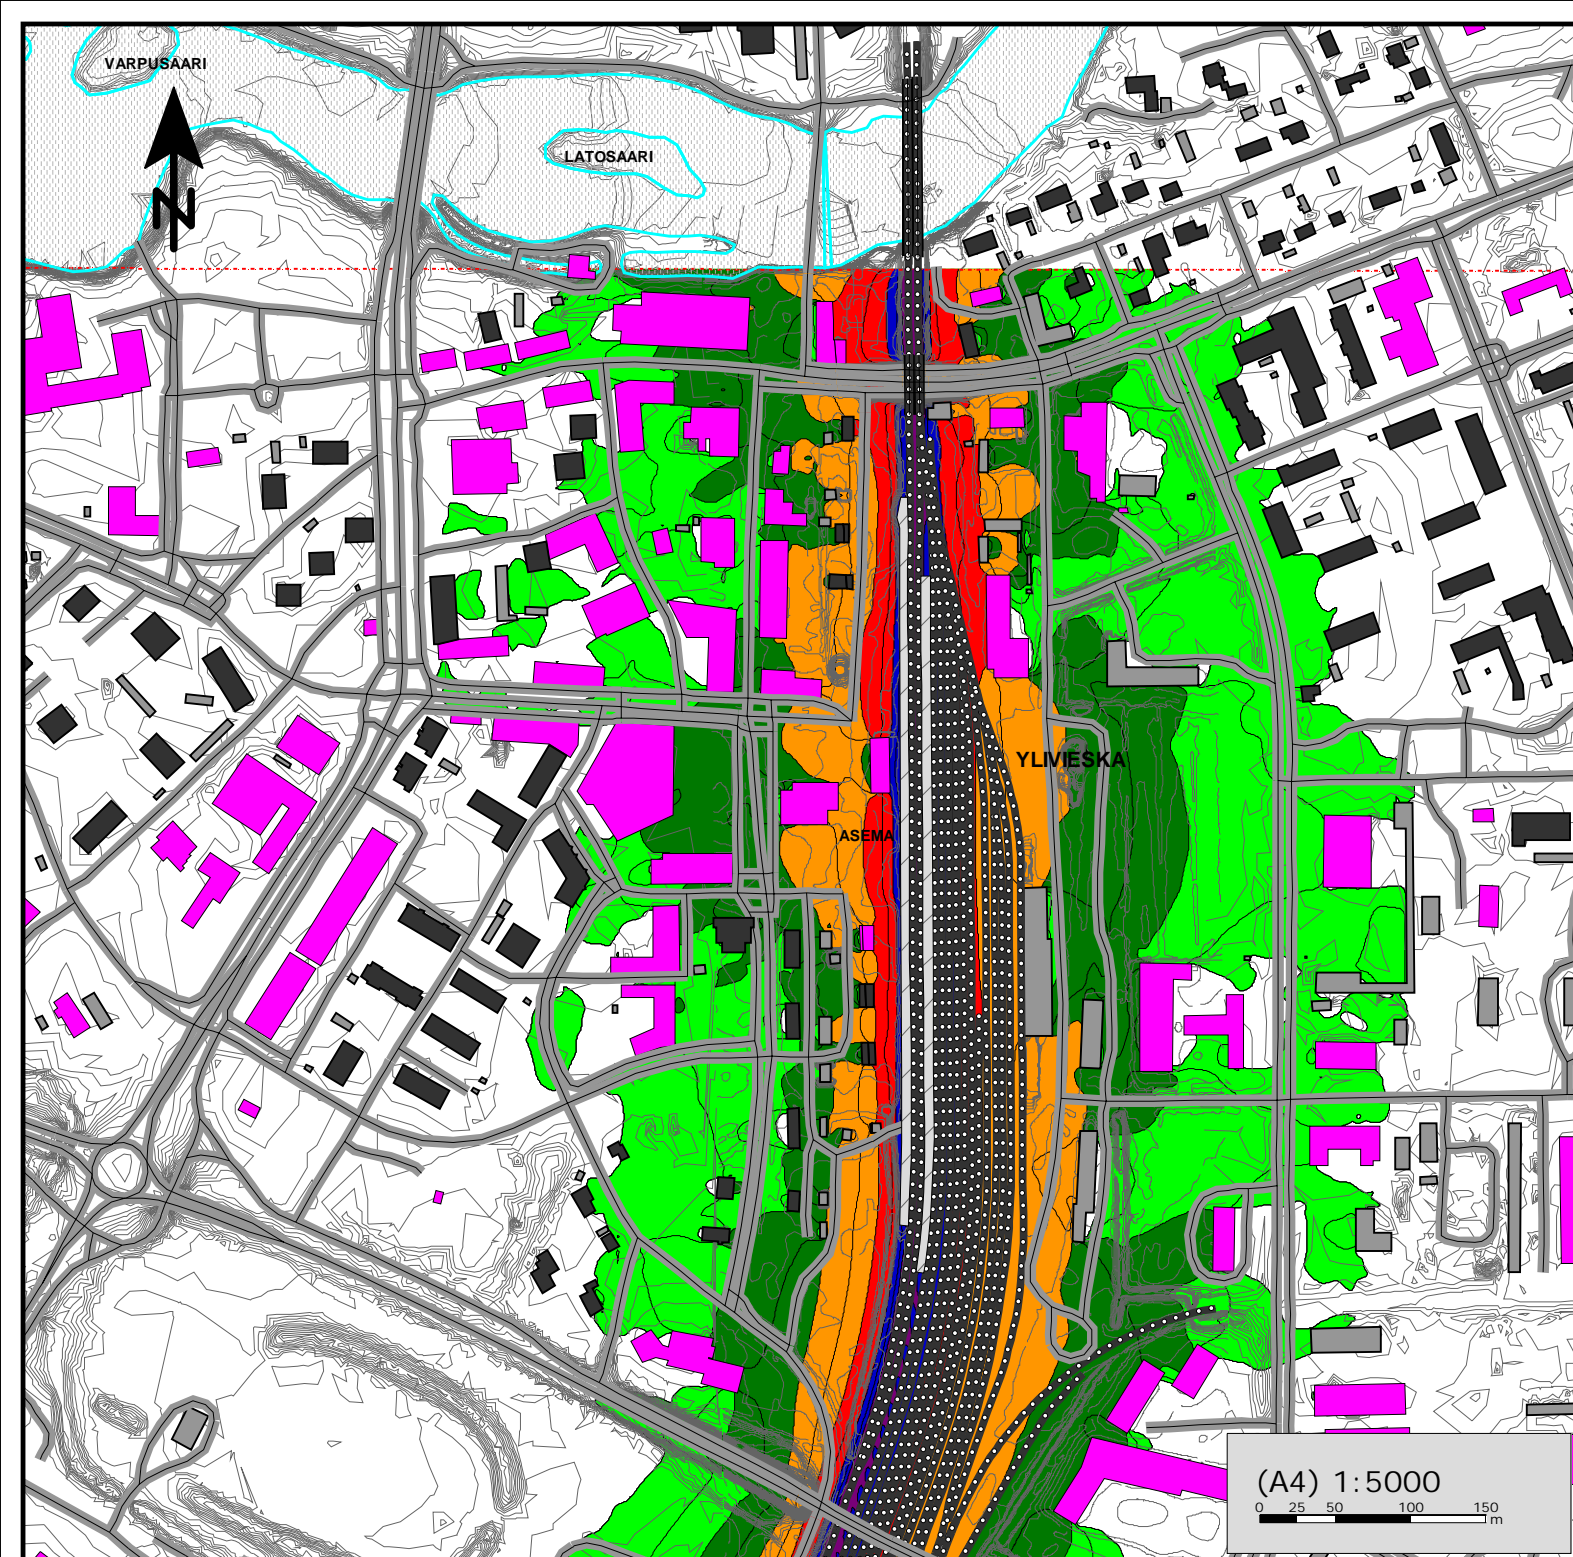 VARPUSAARI
N
LATOSAARI
YLIVIESKA
ASEMA
(A4) 1:5000
0 25 50 100 150
m